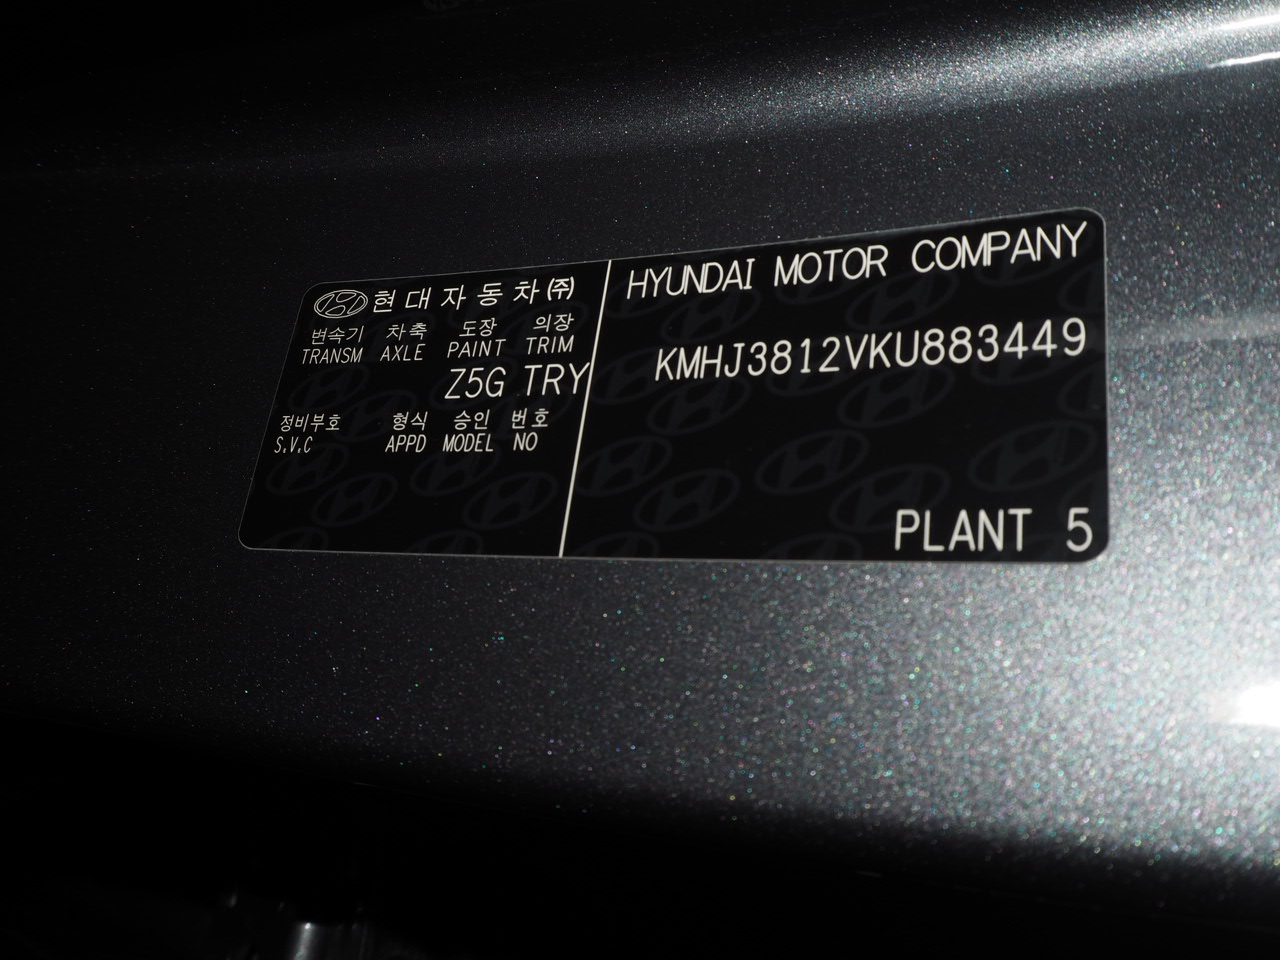 현대자동차㈜
변속기 차축 도장 의장
TRANSM AXLE PAINT TRIM
Z5G TRY
정비부호 형식 승인 번호
S.V.C APPD MODEL NO
HYUNDAI MOTOR COMPANY
KMHJ3812VKU883449
PLANT 5